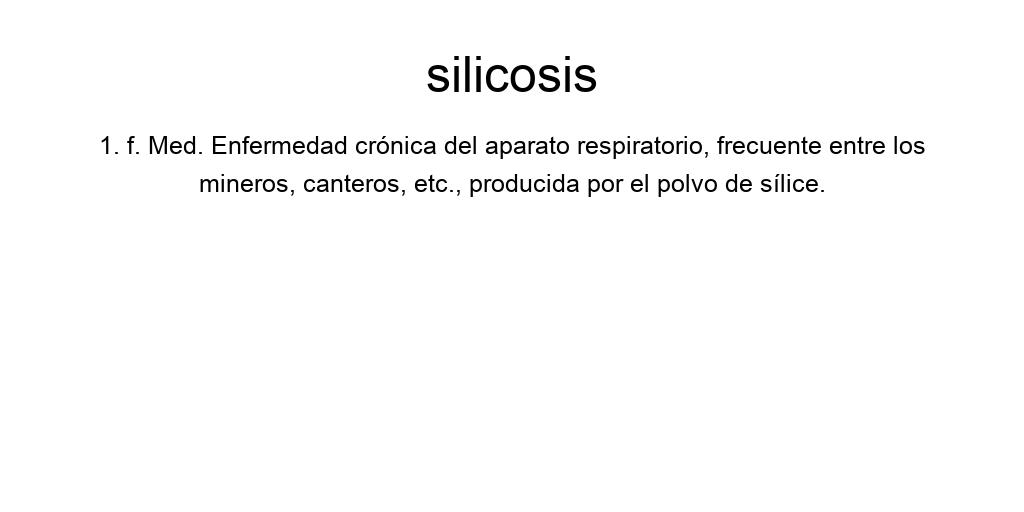 silicosis
1. f. Med. Enfermedad crónica del aparato respiratorio, frecuente entre los
mineros, canteros, etc., producida por el polvo de sílice.